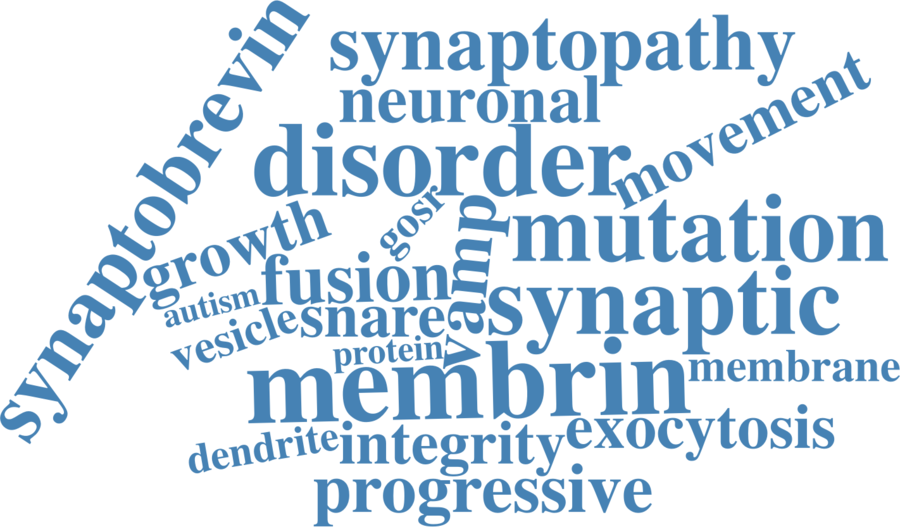 synaptobrevin
synaptopathy
neuronal
movement
disorder
gosr
vamp
mutation
growth
fusion
autism
synaptic
vesicle
snare
protein
membrin
membrane
dendrite
integrity
exocytosis
progressive